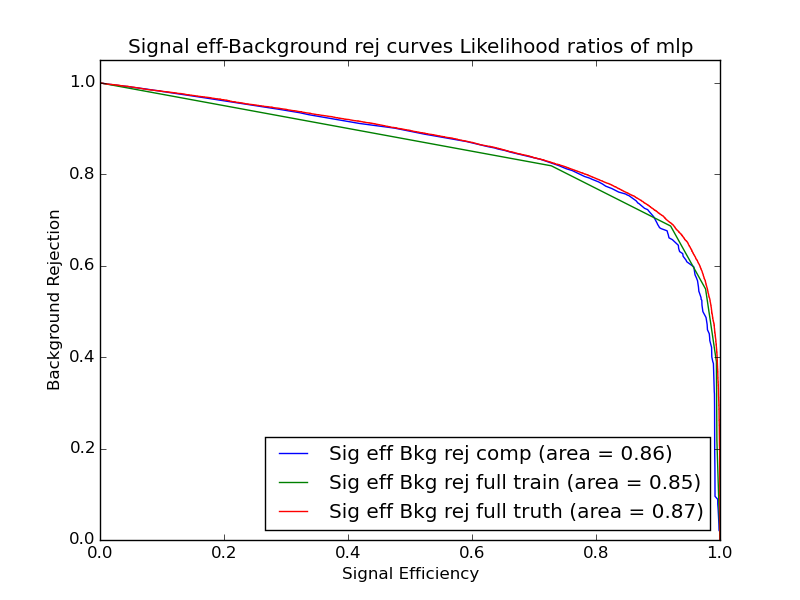 Signal eff-Background rej curves Likelihood ratios of mlp
1.0
0.8
0.6
0.4
0.2
0.0
Background Rejection
Sig eff Bkg rej comp (area = 0.86)
Sig eff Bkg rej full train (area = 0.85)
Sig eff Bkg rej full truth (area = 0.87)
0.0 0.2 0.4 0.6 0.8 1.0
Signal Efficiency